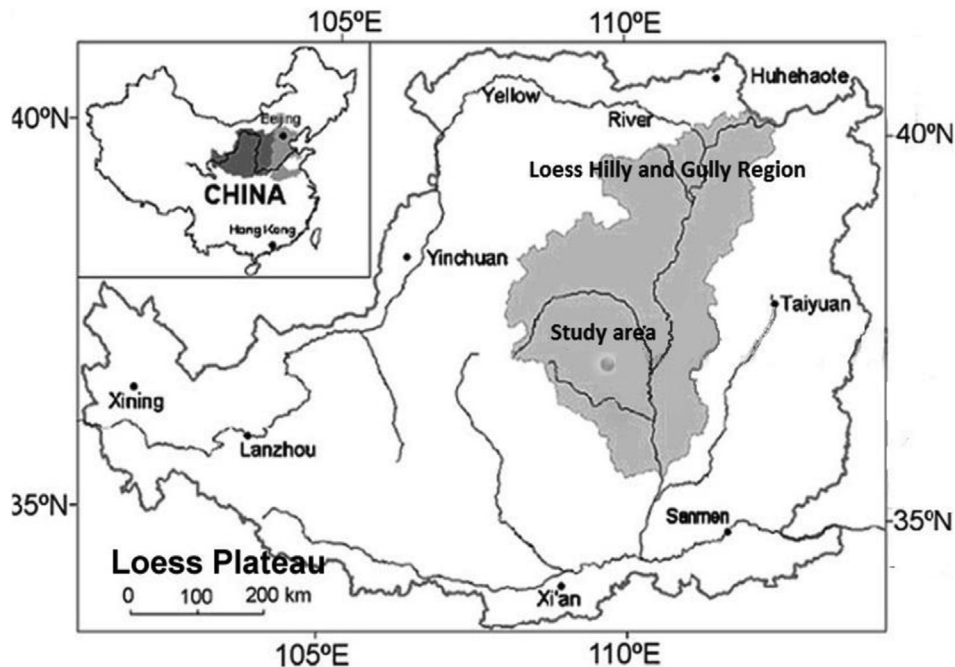 105ºE 110ºE
Huhehaote
Yellow
River
40ºN
40ºN
Beijing
CHINA
Hong Kong
Loess Hilly and Gully Region
Yinchuan
Taiyuan
Study area
Xining
Lanzhou
35ºN
35ºN
Sanmen
Loess Plateau
0 100 200 km
Xi'an
105ºE 110ºE